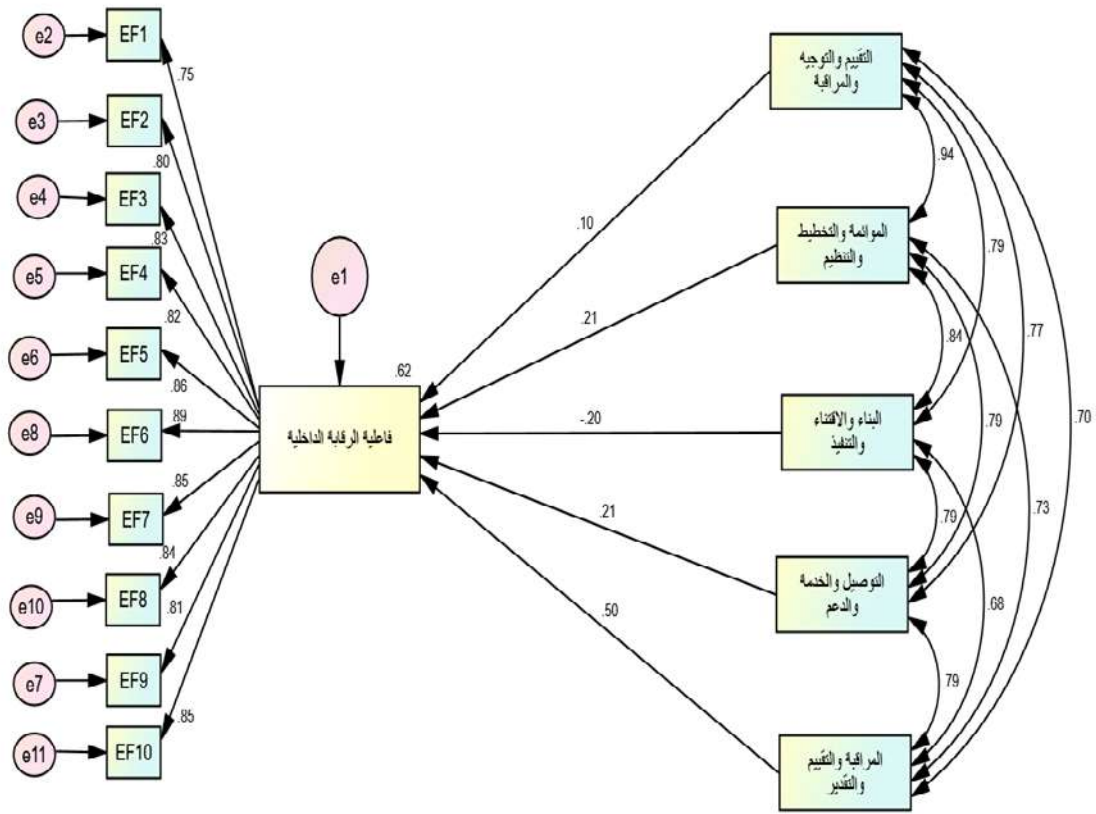 e2
EF1
.75
e3
EF2
.80
e4
EF3
.83
e5
EF4
.82
e6
EF5
.86
e8
EF6
.89
e9
EF7
.85
e10
EF8
.84
e7
EF9
.81
e11
EF10
.85
e1
.62
فاعلية الرقابة الداخلية
.10
.21
-.20
.21
.50
التقييم والتوجيه
والمراقبة
الموائمة والتخطيط
والتنظيم
البناء والاقتناء
والتنفيذ
التوصيل والخدمة
والدعم
المراقبة والتقييم
والتقدير
.94
.79
.77
.70
.84
.79
.73
.79
.68
.79